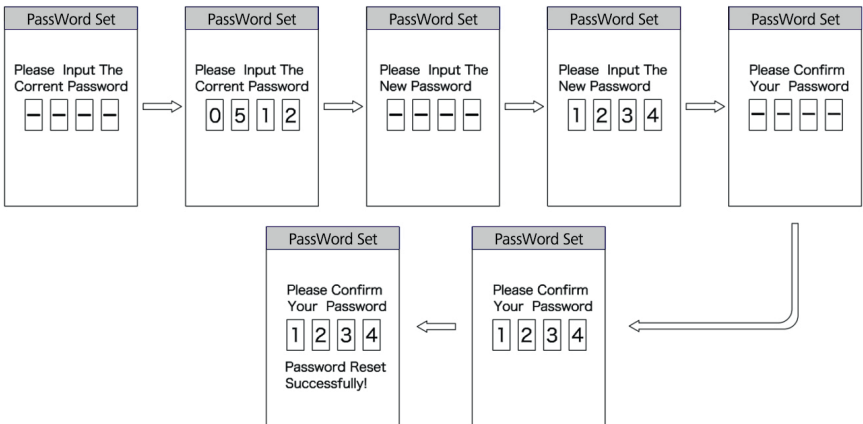 PassWord Set
Please Input The
Corrent Password
– – – –
PassWord Set
Please Input The
Corrent Password
0 5 1 2
PassWord Set
Please Input The
New Password
– – – –
PassWord Set
Please Input The
New Password
1 2 3 4
PassWord Set
Please Confirm
Your Password
– – – –
PassWord Set
Please Confirm
Your Password
1 2 3 4
PassWord Set
Please Confirm
Your Password
1 2 3 4
Password Reset
Successfully!